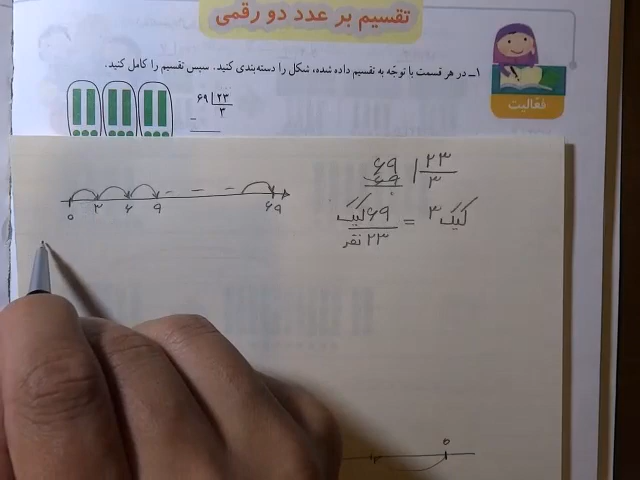 تقسیم بر عدد دو رقمی
فعالیت
۱ــ در هر قسمت با توجّه به تقسیم داده شده، شکل را دسته‌بندی کنید. سپس تقسیم را کامل کنید.
۶۹ | ۲۳
۳
−
۶۹ | ۲۳
۶۹ ۳
۰
۰ ۳ ۶ ۹ ۶۹
۶۹ کیک = ۳ کیک
۲۳ نفر
۰